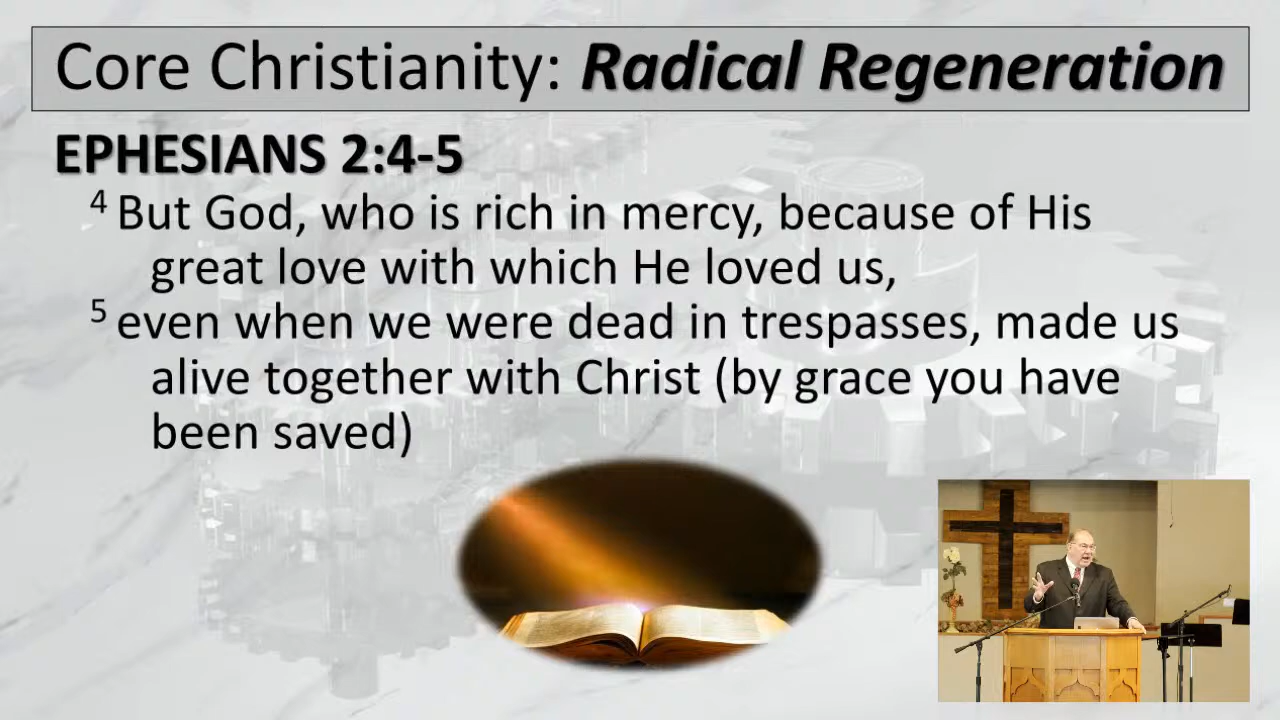 Core Christianity: Radical Regeneration
EPHESIANS 2:4-5
4 But God, who is rich in mercy, because of His
great love with which He loved us,
5 even when we were dead in trespasses, made us
alive together with Christ (by grace you have
been saved)